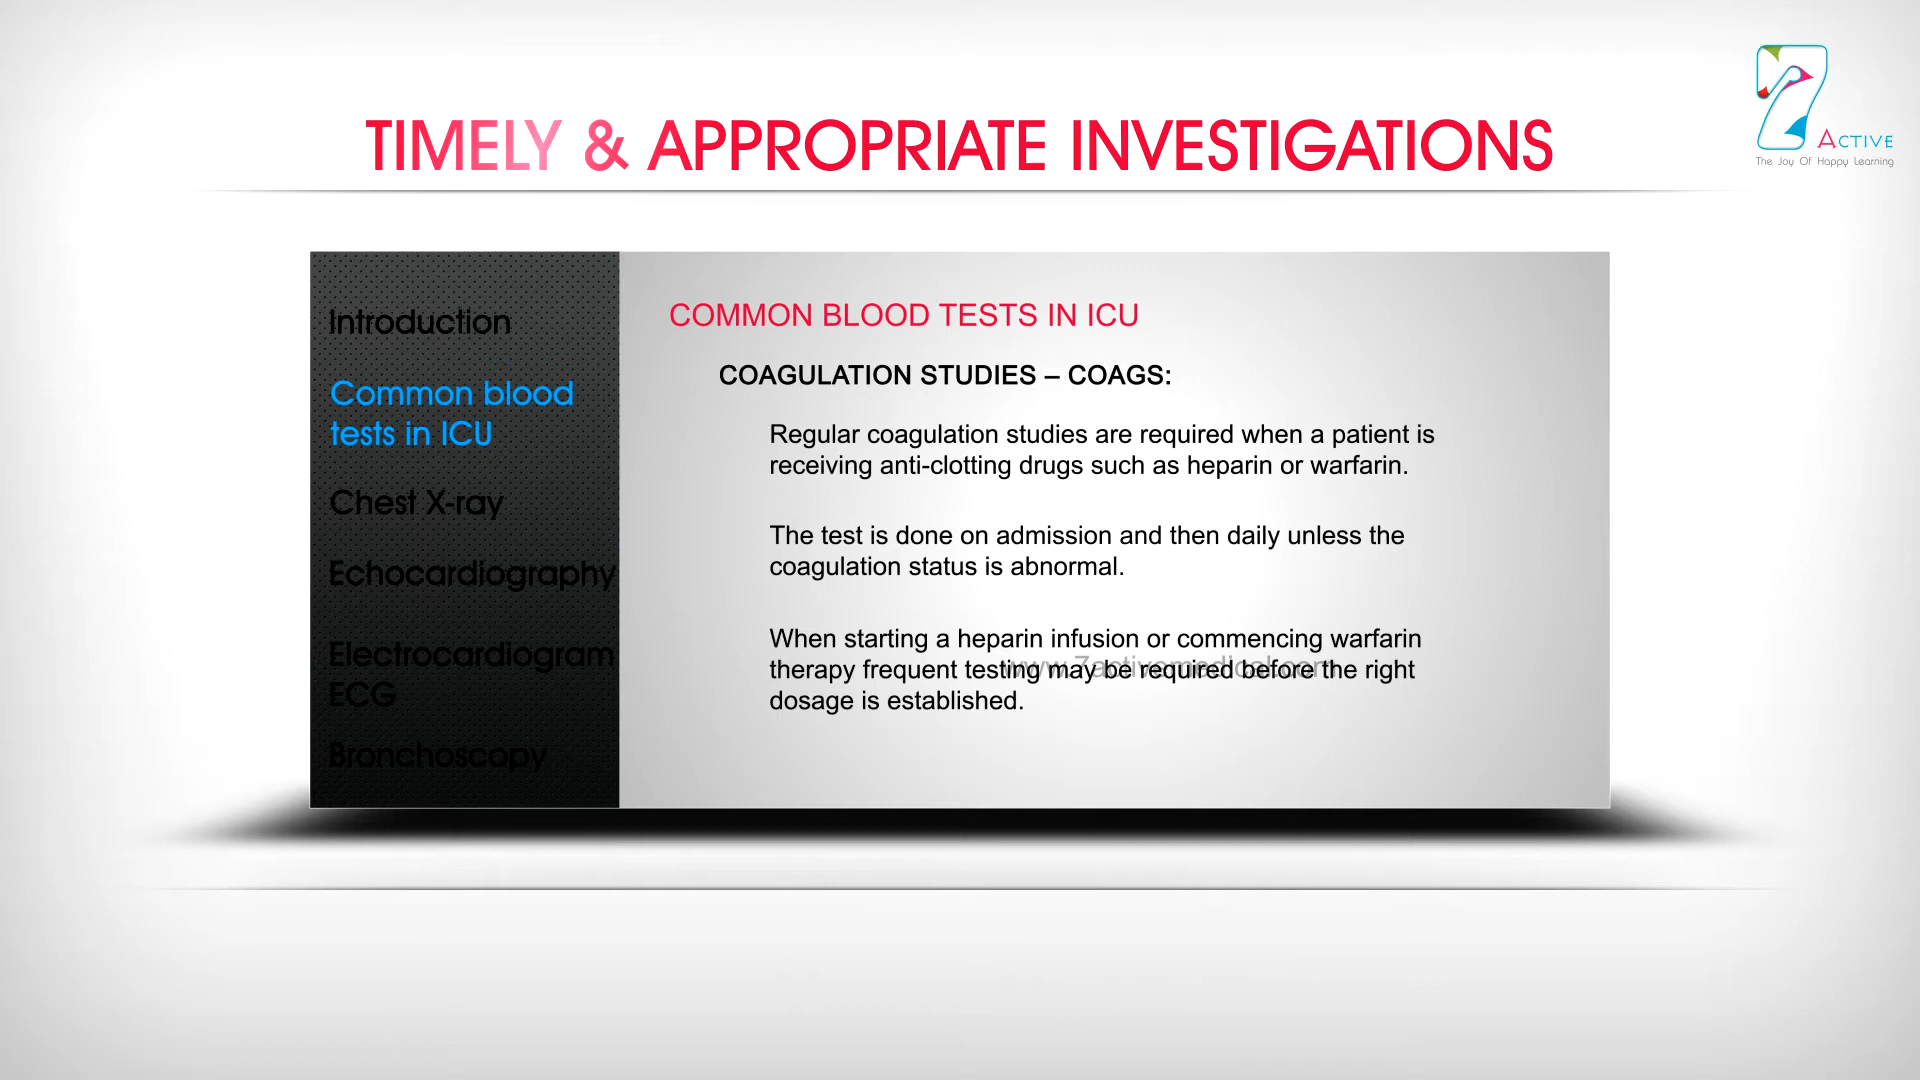 TIMELY & APPROPRIATE INVESTIGATIONS
7
ACTIVE
The Joy Of Happy Learning
Introduction
Common blood
tests in ICU
Chest X-ray
Echocardiography
Electrocardiogram
ECG
Bronchoscopy
COMMON BLOOD TESTS IN ICU
COAGULATION STUDIES – COAGS:
Regular coagulation studies are required when a patient is
receiving anti-clotting drugs such as heparin or warfarin.
The test is done on admission and then daily unless the
coagulation status is abnormal.
When starting a heparin infusion or commencing warfarin
therapy frequent testing may be required before the right
dosage is established.
www.7activemedical.com